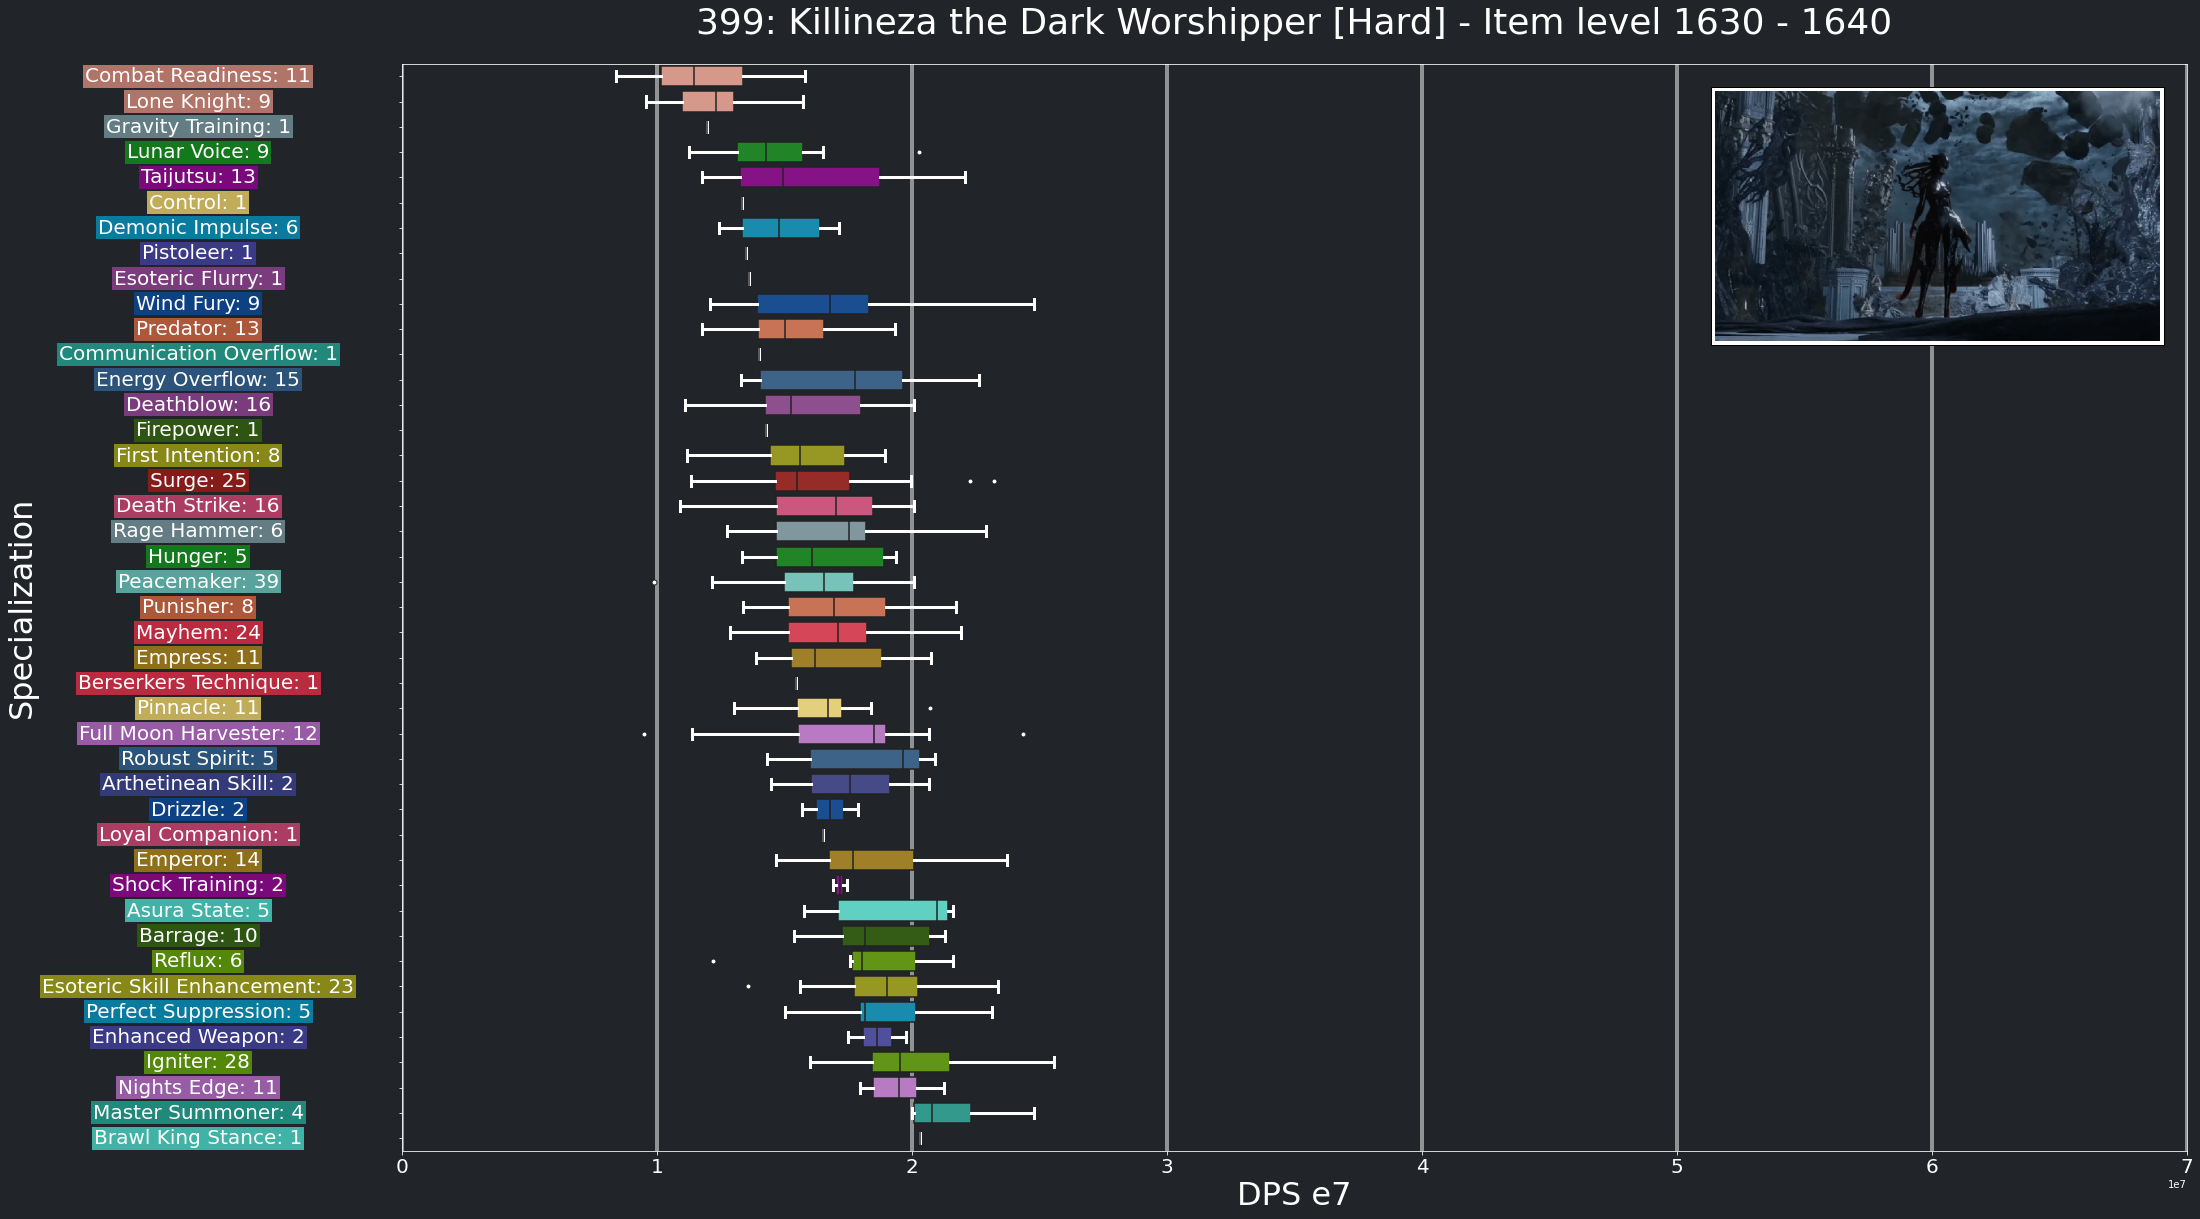 399: Killineza the Dark Worshipper [Hard] - Item level 1630 - 1640
Specialization
Combat Readiness: 11
Lone Knight: 9
Gravity Training: 1
Lunar Voice: 9
Taijutsu: 13
Control: 1
Demonic Impulse: 6
Pistoleer: 1
Esoteric Flurry: 1
Wind Fury: 9
Predator: 13
Communication Overflow: 1
Energy Overflow: 15
Deathblow: 16
Firepower: 1
First Intention: 8
Surge: 25
Death Strike: 16
Rage Hammer: 6
Hunger: 5
Peacemaker: 39
Punisher: 8
Mayhem: 24
Empress: 11
Berserkers Technique: 1
Pinnacle: 11
Full Moon Harvester: 12
Robust Spirit: 5
Arthetinean Skill: 2
Drizzle: 2
Loyal Companion: 1
Emperor: 14
Shock Training: 2
Asura State: 5
Barrage: 10
Reflux: 6
Esoteric Skill Enhancement: 23
Perfect Suppression: 5
Enhanced Weapon: 2
Igniter: 28
Nights Edge: 11
Master Summoner: 4
Brawl King Stance: 1
0 1 2 3 4 5 6 7
1e7
DPS e7